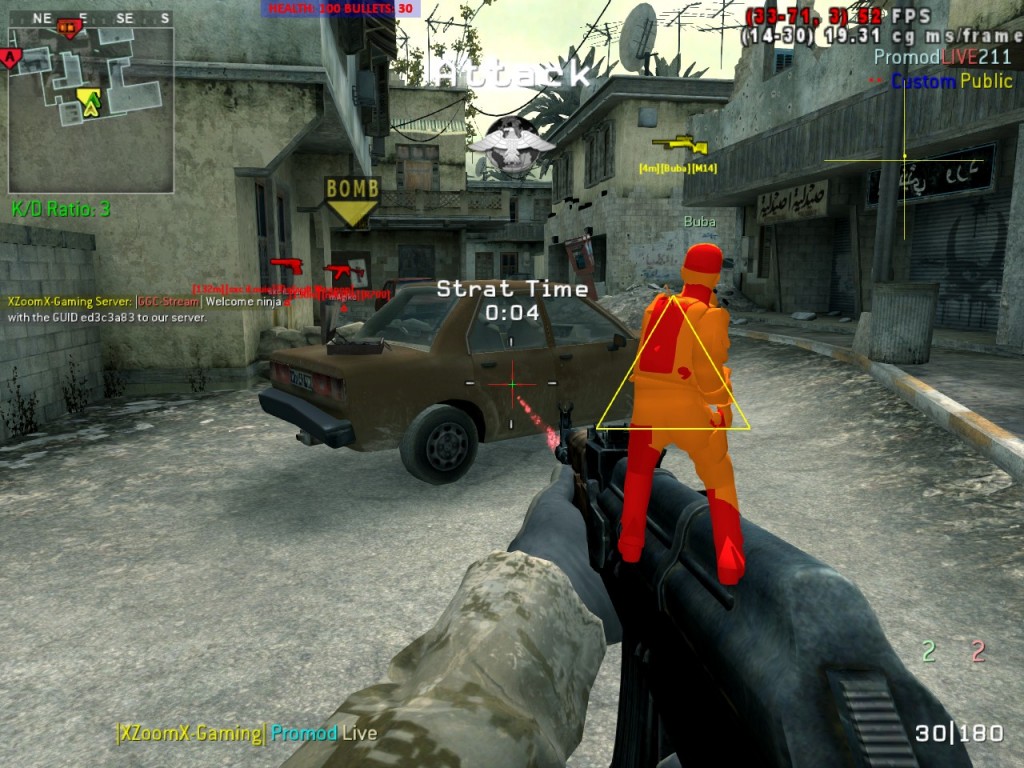 NE E SE S
HEALTH: 100 BULLETS: 30
(33-71, 3) 52 FPS
(14-30) 19.31 cg ms/frame
PromodLIVE211
Custom Public
Attack
A
BOMB
[4m][Buba][M14]
K/D Ratio: 3
Buba
Strat Time
0:04
XZoomX-Gaming Server: |GGC-Stream| Welcome ninja
with the GUID ed3c3a83 to our server.
2 2
|XZoomX-Gaming| Promod Live
30|180